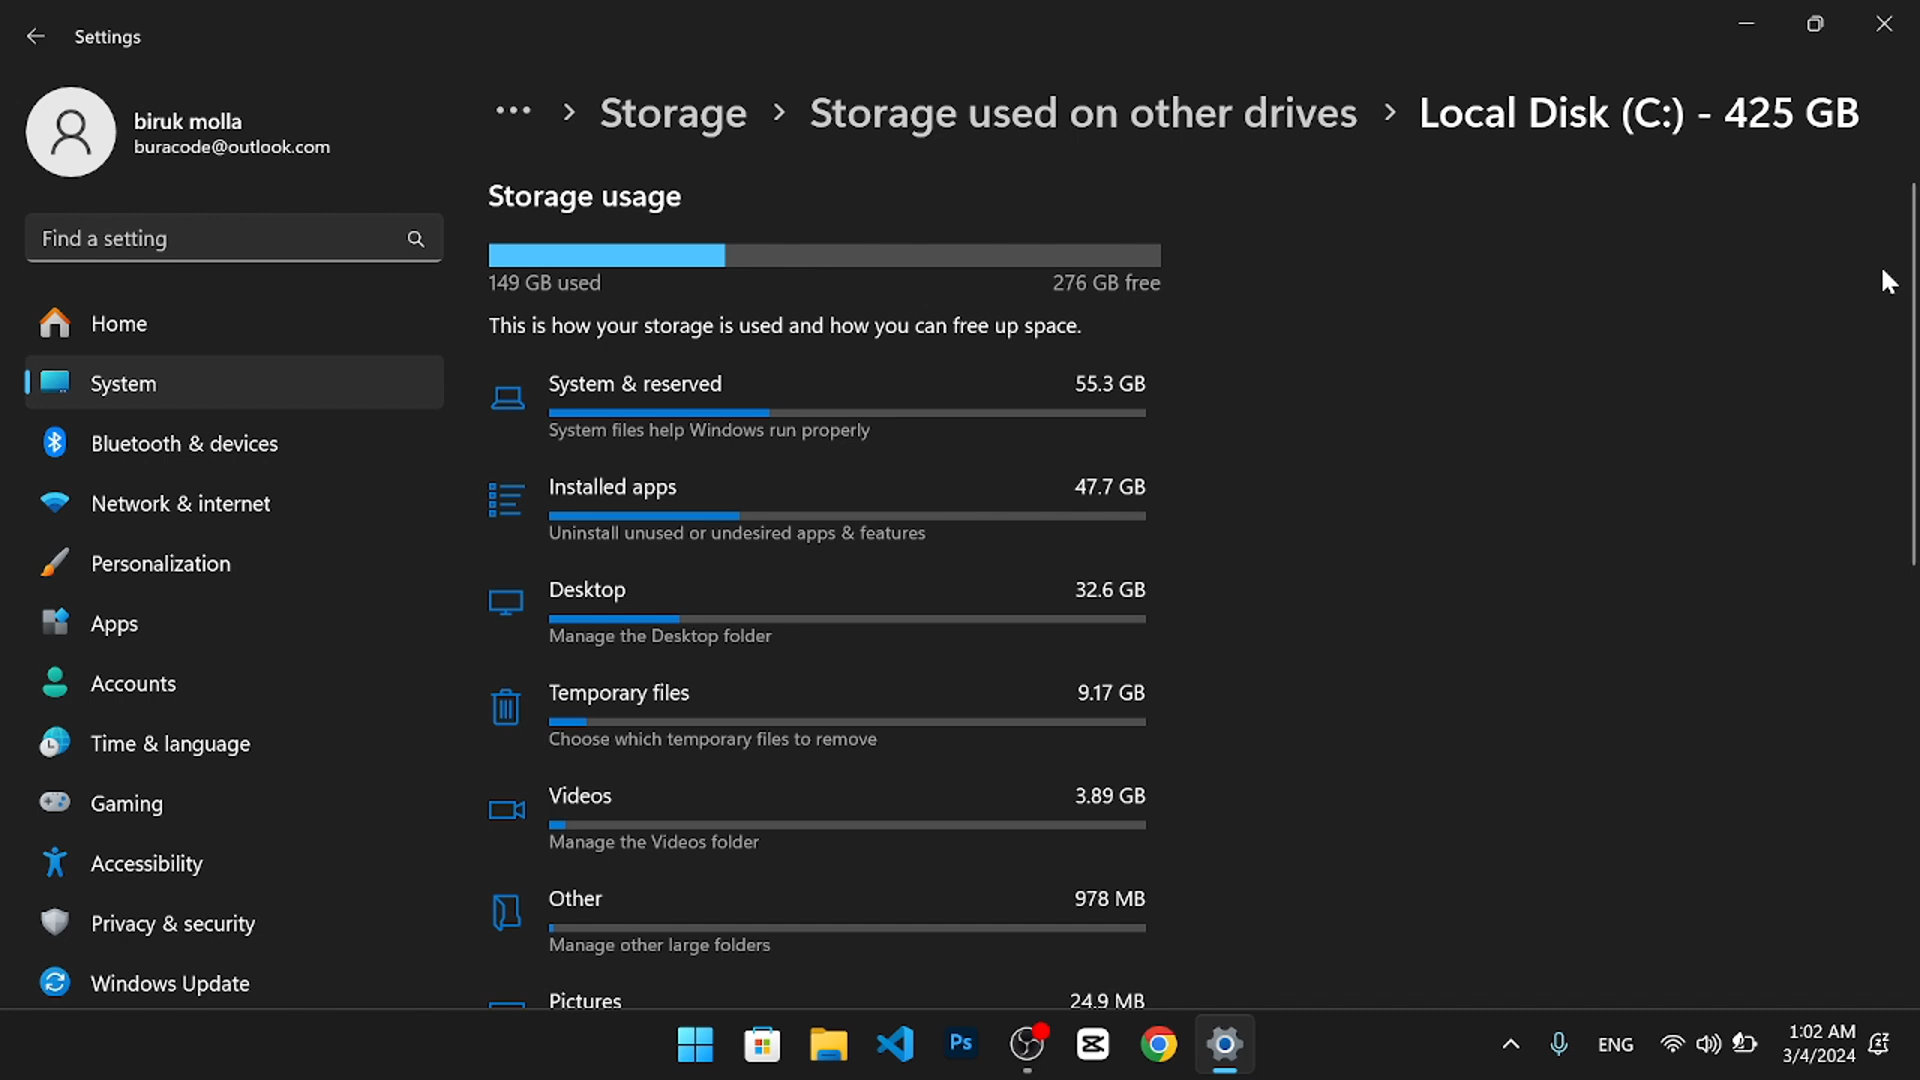 Settings
biruk molla
buracode@outlook.com
Find a setting
Home
System
Bluetooth & devices
Network & internet
Personalization
Apps
Accounts
Time & language
Gaming
Accessibility
Privacy & security
Windows Update
... > Storage > Storage used on other drives > Local Disk (C:) - 425 GB
Storage usage
149 GB used 276 GB free
This is how your storage is used and how you can free up space.
System & reserved 55.3 GB
System files help Windows run properly
Installed apps 47.7 GB
Uninstall unused or undesired apps & features
Desktop 32.6 GB
Manage the Desktop folder
Temporary files 9.17 GB
Choose which temporary files to remove
Videos 3.89 GB
Manage the Videos folder
Other 978 MB
Manage other large folders
Pictures 24.9 MB
Ps
ENG
1:02 AM
3/4/2024